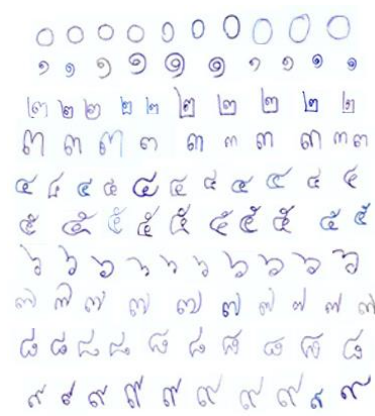 ๐ ๐ ๐ ๐ ๐ ๐ ๐ ๐ ๐ ๐
๑ ๑ ๑ ๑ ๑ ๑ ๑ ๑ ๑ ๑
๒ ๒ ๒ ๒ ๒ ๒ ๒ ๒ ๒ ๒
๓ ๓ ๓ ๓ ๓ ๓ ๓ ๓ ๓ ๓
๔ ๔ ๔ ๔ ๔ ๔ ๔ ๔ ๔ ๔ ๔
๕ ๕ ๕ ๕ ๕ ๕ ๕ ๕ ๕ ๕
๖ ๖ ๖ ๖ ๖ ๖ ๖ ๖ ๖ ๖
๗ ๗ ๗ ๗ ๗ ๗ ๗ ๗ ๗ ๗
๘ ๘ ๘ ๘ ๘ ๘ ๘ ๘ ๘ ๘
๙ ๙ ๙ ๙ ๙ ๙ ๙ ๙ ๙ ๙